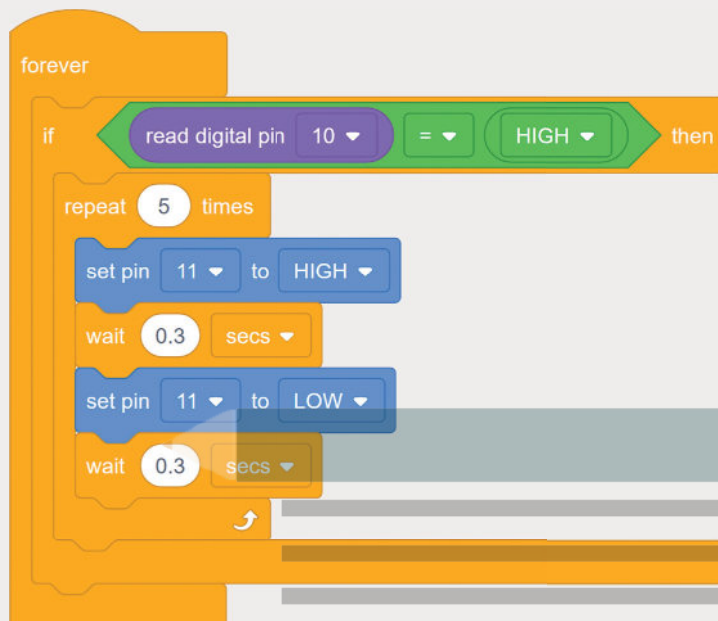 forever
if read digital pin 10 = HIGH then
repeat 5 times
set pin 11 to HIGH
wait 0.3 secs
set pin 11 to LOW
wait 0.3 secs